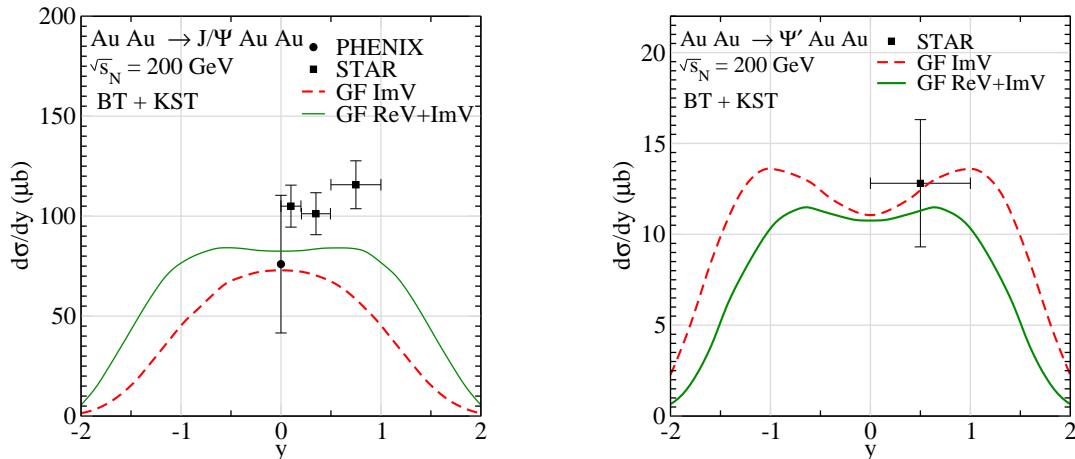 200
150
100
50
0
dσ/dy (μb)
Au Au → J/Ψ Au Au
√s_N = 200 GeV
BT + KST
PHENIX
STAR
GF ImV
GF ReV+ImV
-2 -1 0 1 2
y
20
15
10
5
0
dσ/dy (μb)
Au Au → Ψ′ Au Au
√s_N = 200 GeV
BT + KST
STAR
GF ImV
GF ReV+ImV
-2 -1 0 1 2
y